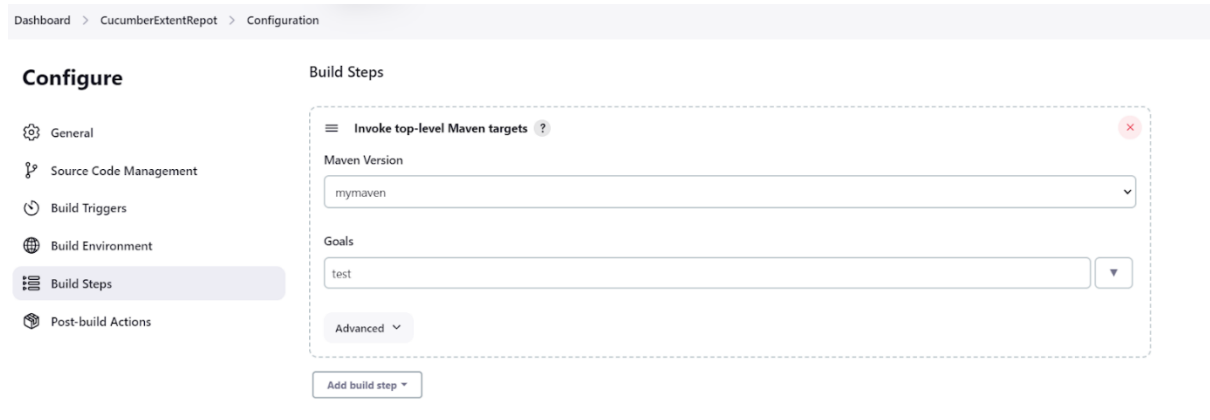 Dashboard > CucumberExtentRepot > Configuration
Configure
General
Source Code Management
Build Triggers
Build Environment
Build Steps
Post-build Actions
Build Steps
Invoke top-level Maven targets ?
Maven Version
mymaven
Goals
test
Advanced
Add build step